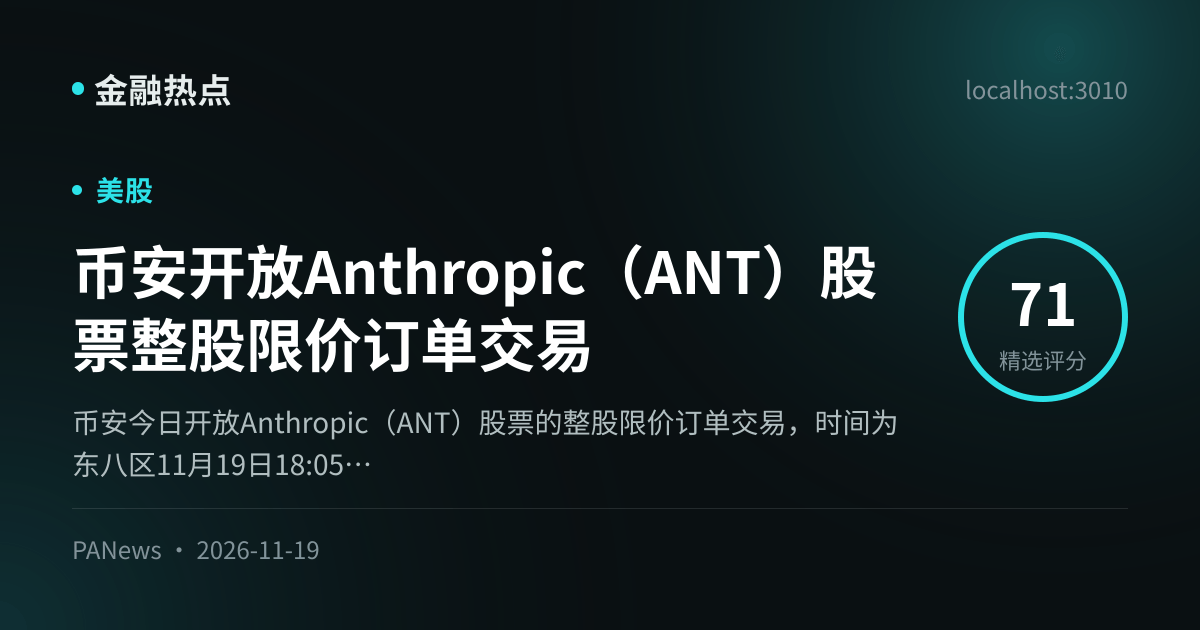 金融热点
localhost:3010
美股
币安开放Anthropic（ANT）股
票整股限价订单交易
71
精选评分
币安今日开放Anthropic（ANT）股票的整股限价订单交易，时间为
东八区11月19日18:05…
PANews • 2026-11-19